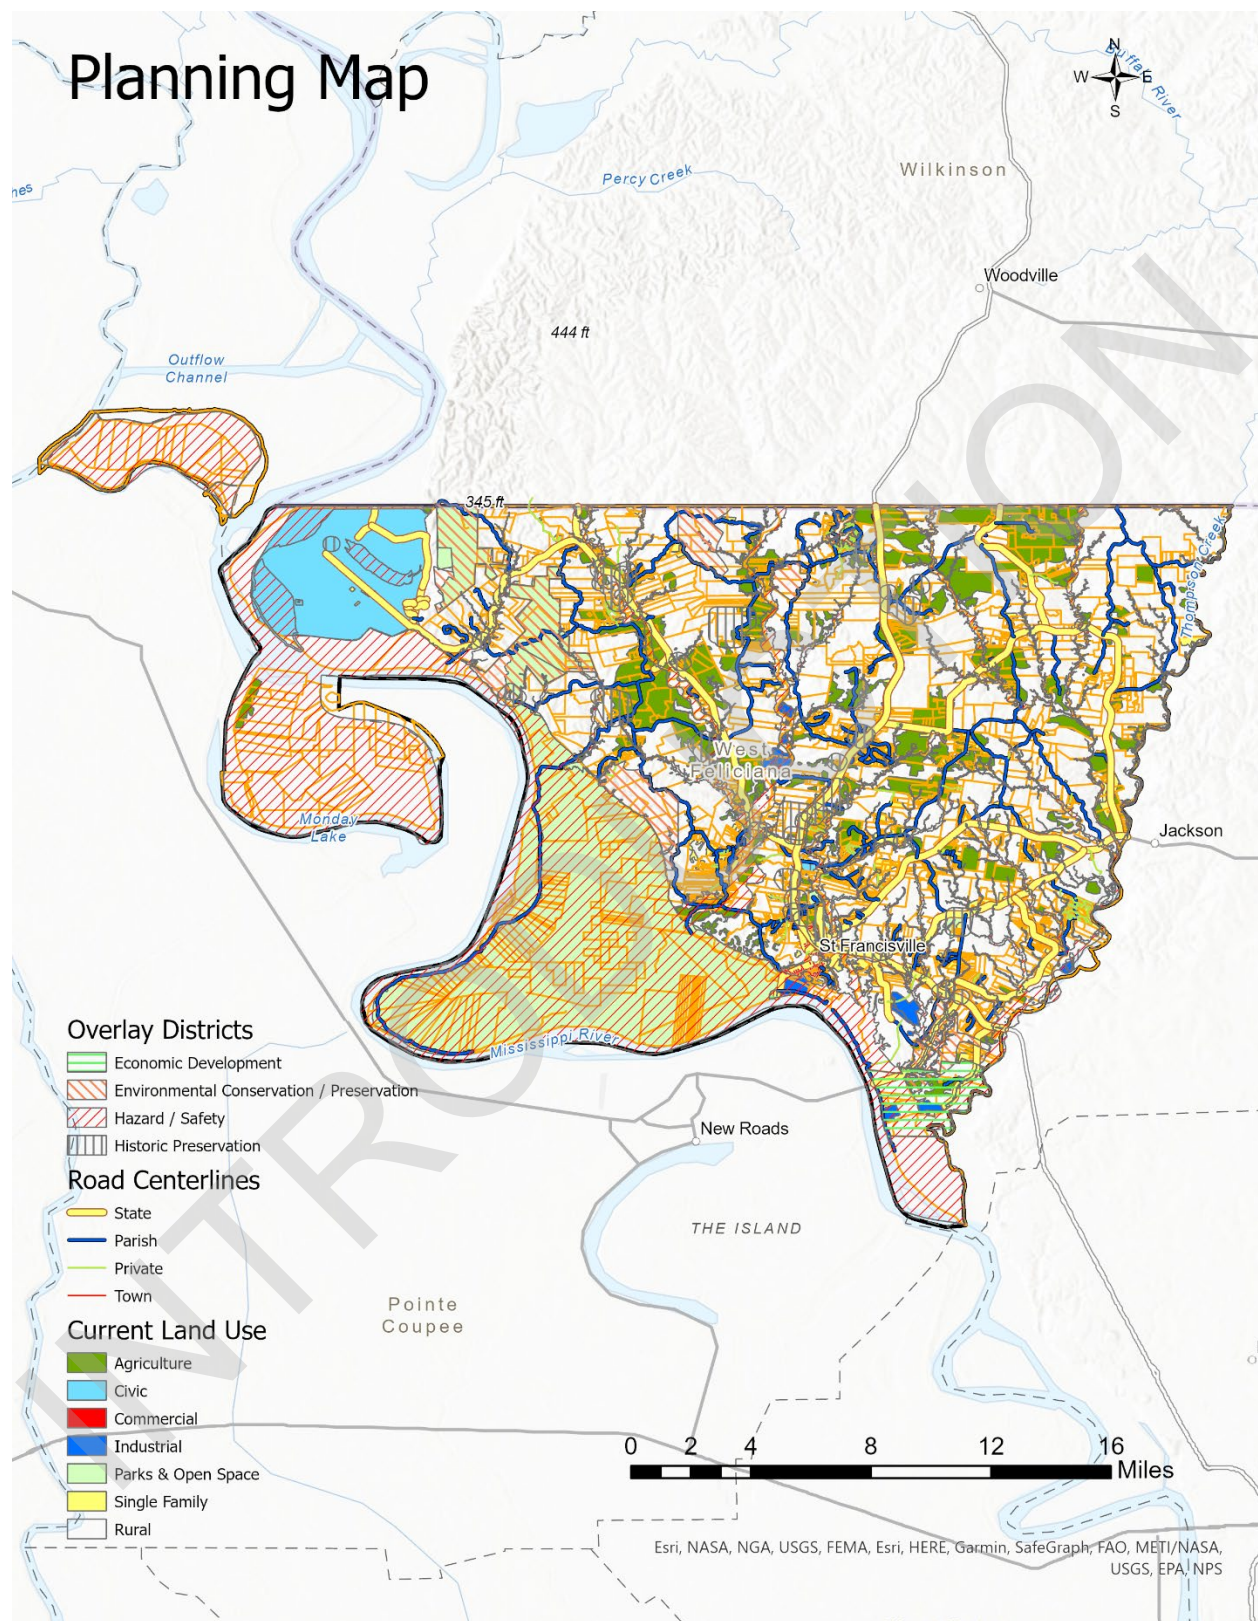 Planning Map
N
W E
S
Buffalo River
Wilkinson
Percy Creek
nes
Woodville
444 ft
Outflow
Channel
345 ft
Thompson Creek
West
Feliciana
Monday
Lake
Jackson
St Francisville
Mississippi River
New Roads
THE ISLAND
Pointe
Coupee
Overlay Districts
Economic Development
Environmental Conservation / Preservation
Hazard / Safety
Historic Preservation
Road Centerlines
State
Parish
Private
Town
Current Land Use
Agriculture
Civic
Commercial
Industrial
Parks & Open Space
Single Family
Rural
0 2 4 8 12 16
Miles
Esri, NASA, NGA, USGS, FEMA, Esri, HERE, Garmin, SafeGraph, FAO, METI/NASA,
USGS, EPA, NPS
INTRODUCTION